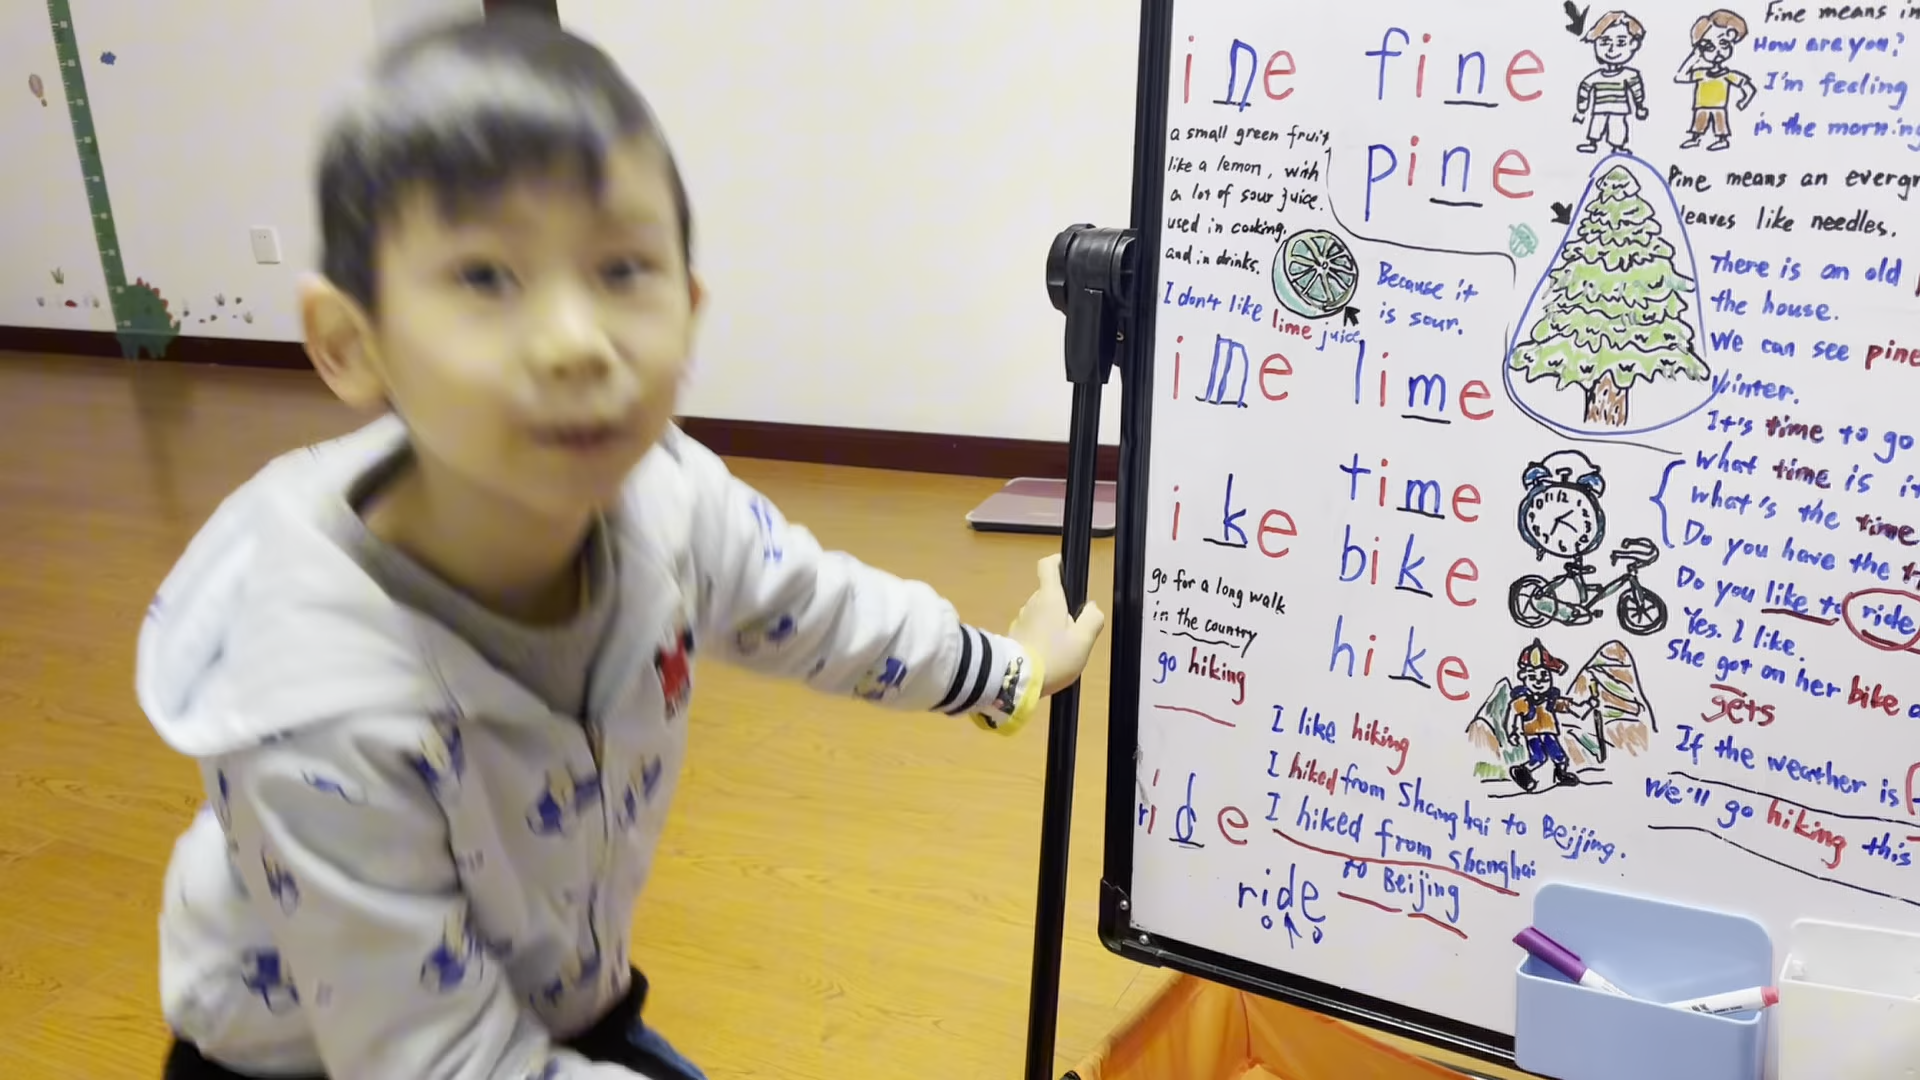 ine fine
Fine means in
How are you?
I'm feeling
in the morning
a small green fruit
like a lemon, with
a lot of sour juice.
used in cooking.
and in drinks.
I don't like lime juice
Because it
is sour.
pine
Pine means an evergr
leaves like needles.
There is an old
the house.
We can see pine
Winter.
ime lime
It's time to go
what time is it
what's the time
Do you have the
time
ike bike
Do you like to ride
Yes. I like.
She got on her bike
gets
go for a long walk
in the country
go hiking
hike
If the weather is
we'll go hiking this
I like hiking
I hiked from Shanghai to Beijing.
I hiked from Shanghai
to Beijing
ride
ride